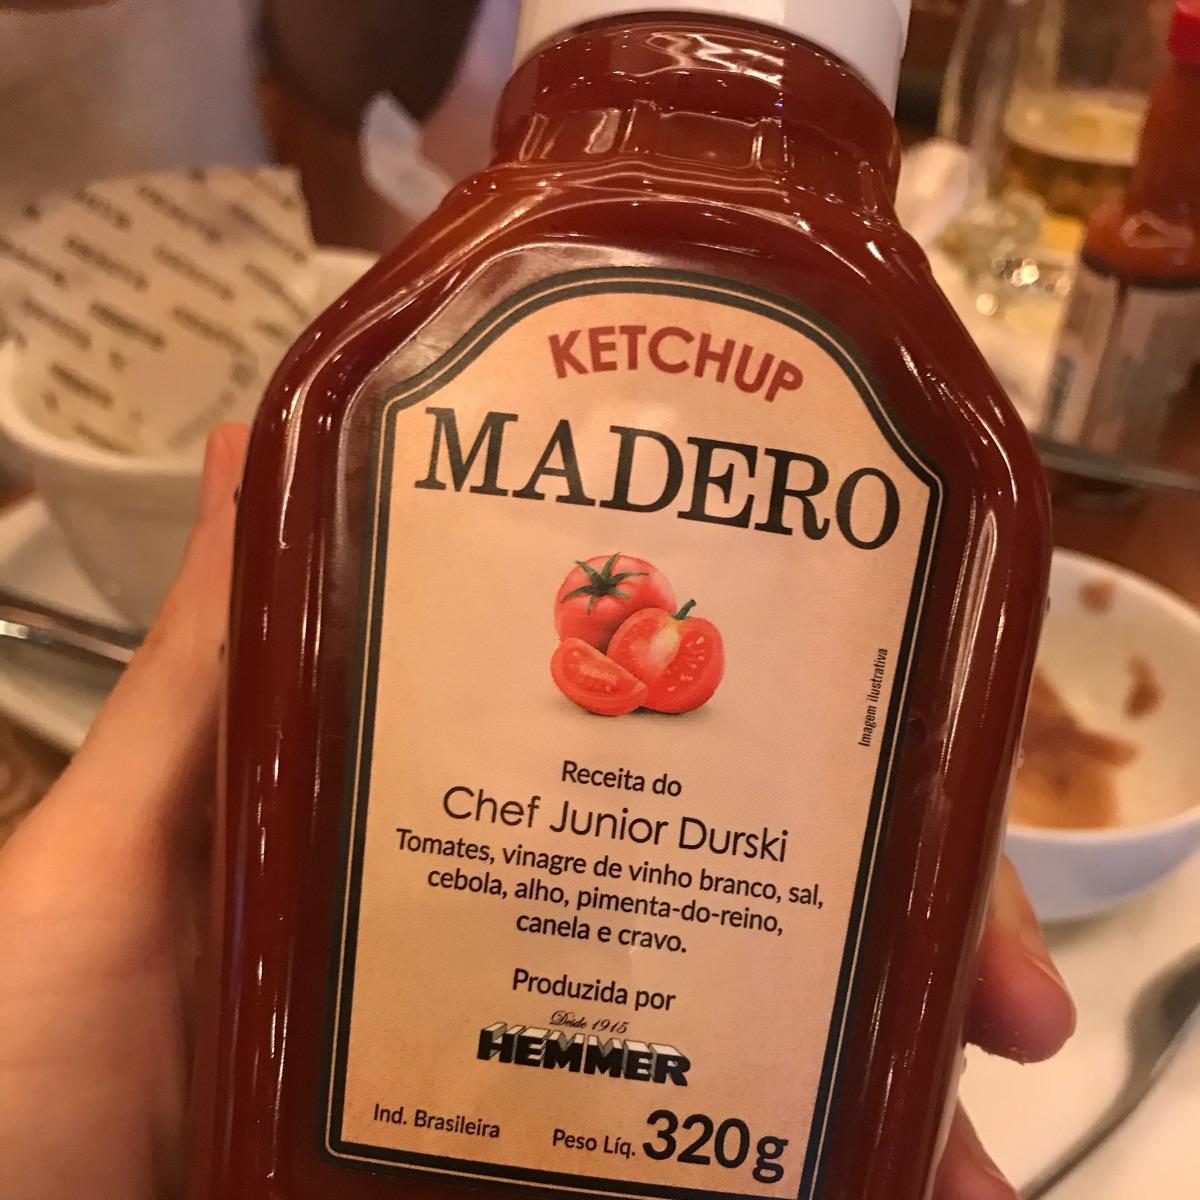 KETCHUP
MADERO
Imagem ilustrativa
Receita do
Chef Junior Durski
Tomates, vinagre de vinho branco, sal,
cebola, alho, pimenta-do-reino,
canela e cravo.
Produzida por
Desde 1915
HEMMER
Ind. Brasileira
Peso Líq. 320g